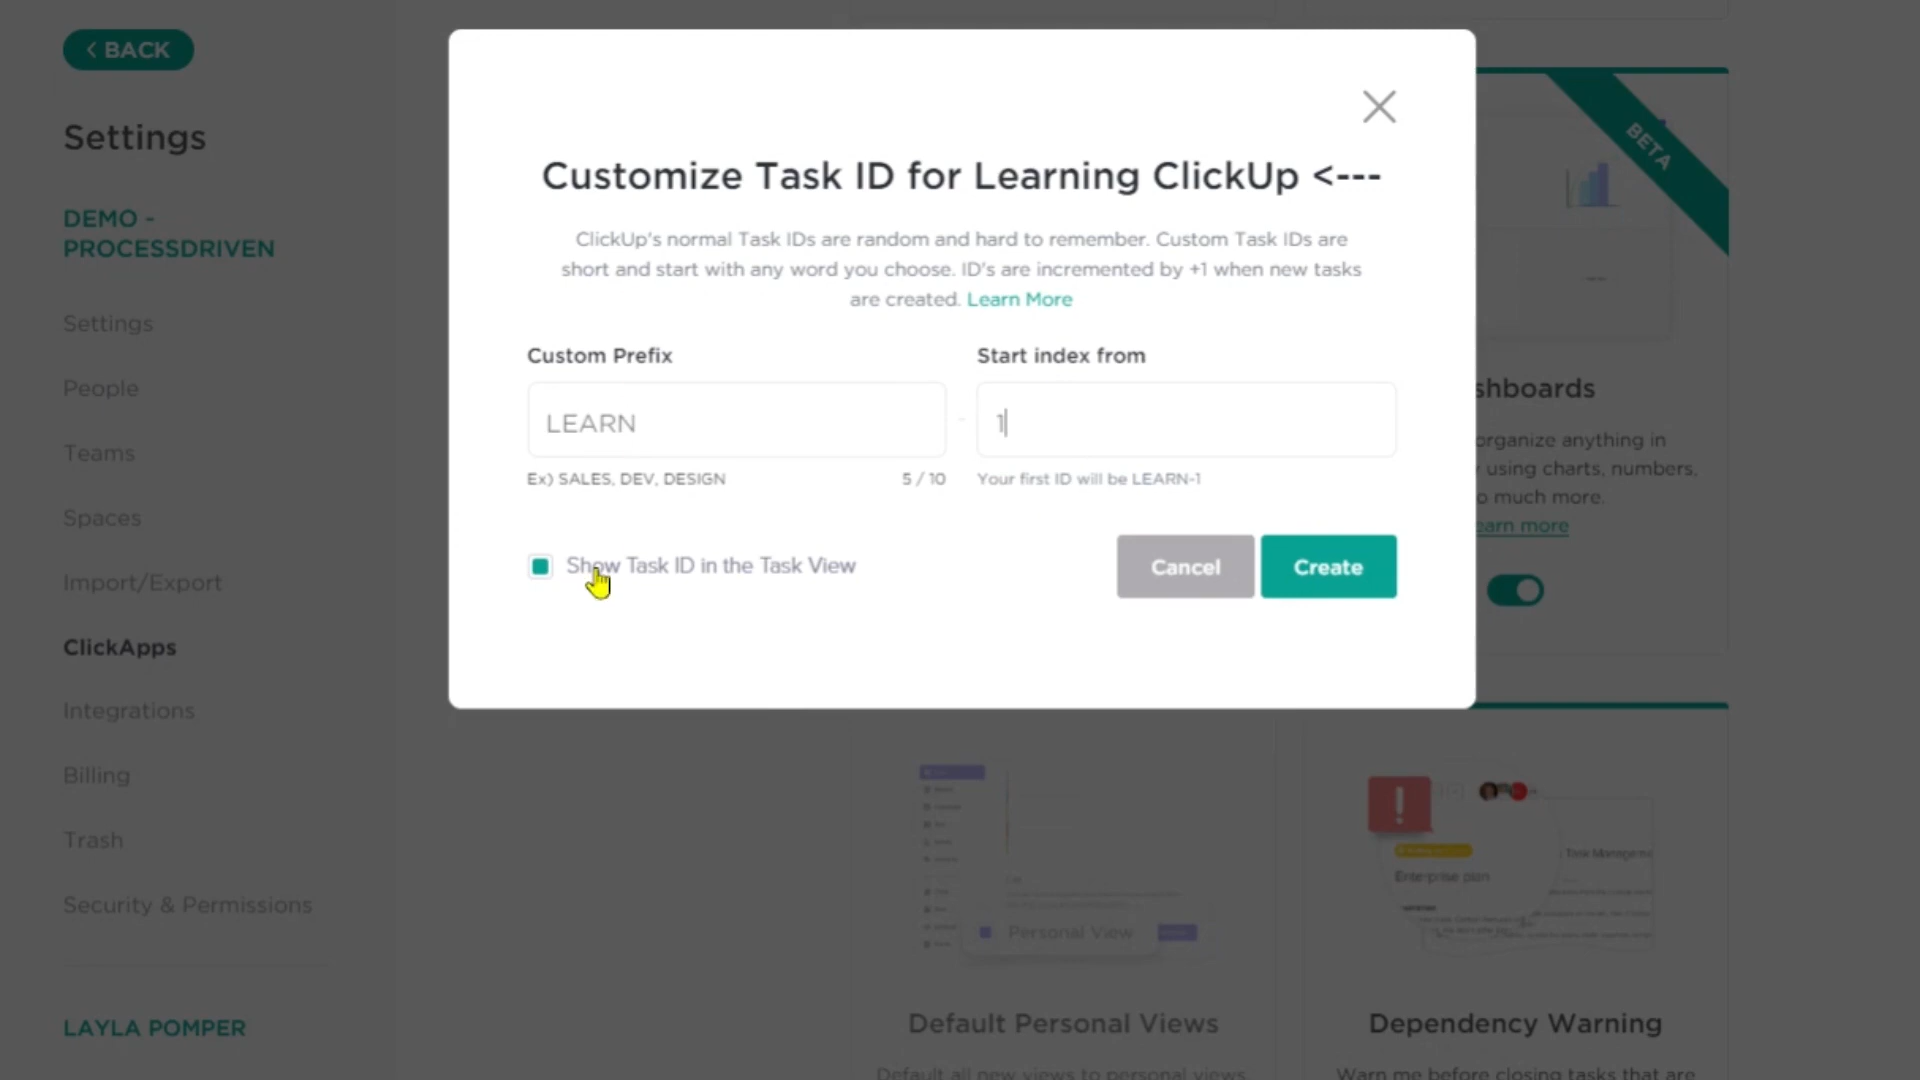 BACK
Settings
DEMO -
PROCESSDRIVEN
Settings
People
Teams
Spaces
Import/Export
ClickApps
Integrations
Billing
Trash
Security & Permissions
LAYLA POMPER
Customize Task ID for Learning ClickUp <---
ClickUp's normal Task IDs are random and hard to remember. Custom Task IDs are
short and start with any word you choose. ID's are incremented by +1 when new tasks
are created. Learn More
Custom Prefix
Start index from
LEARN
-
1
Ex) SALES, DEV, DESIGN
5 / 10
Your first ID will be LEARN-1
Show Task ID in the Task View
Cancel
Create
BETA
shboards
organize anything in
using charts, numbers,
o much more.
earn more
Personal View
Default Personal Views
Default all new views to personal views
Enterprise plan
Dependency Warning
Warn me before closing tasks that are